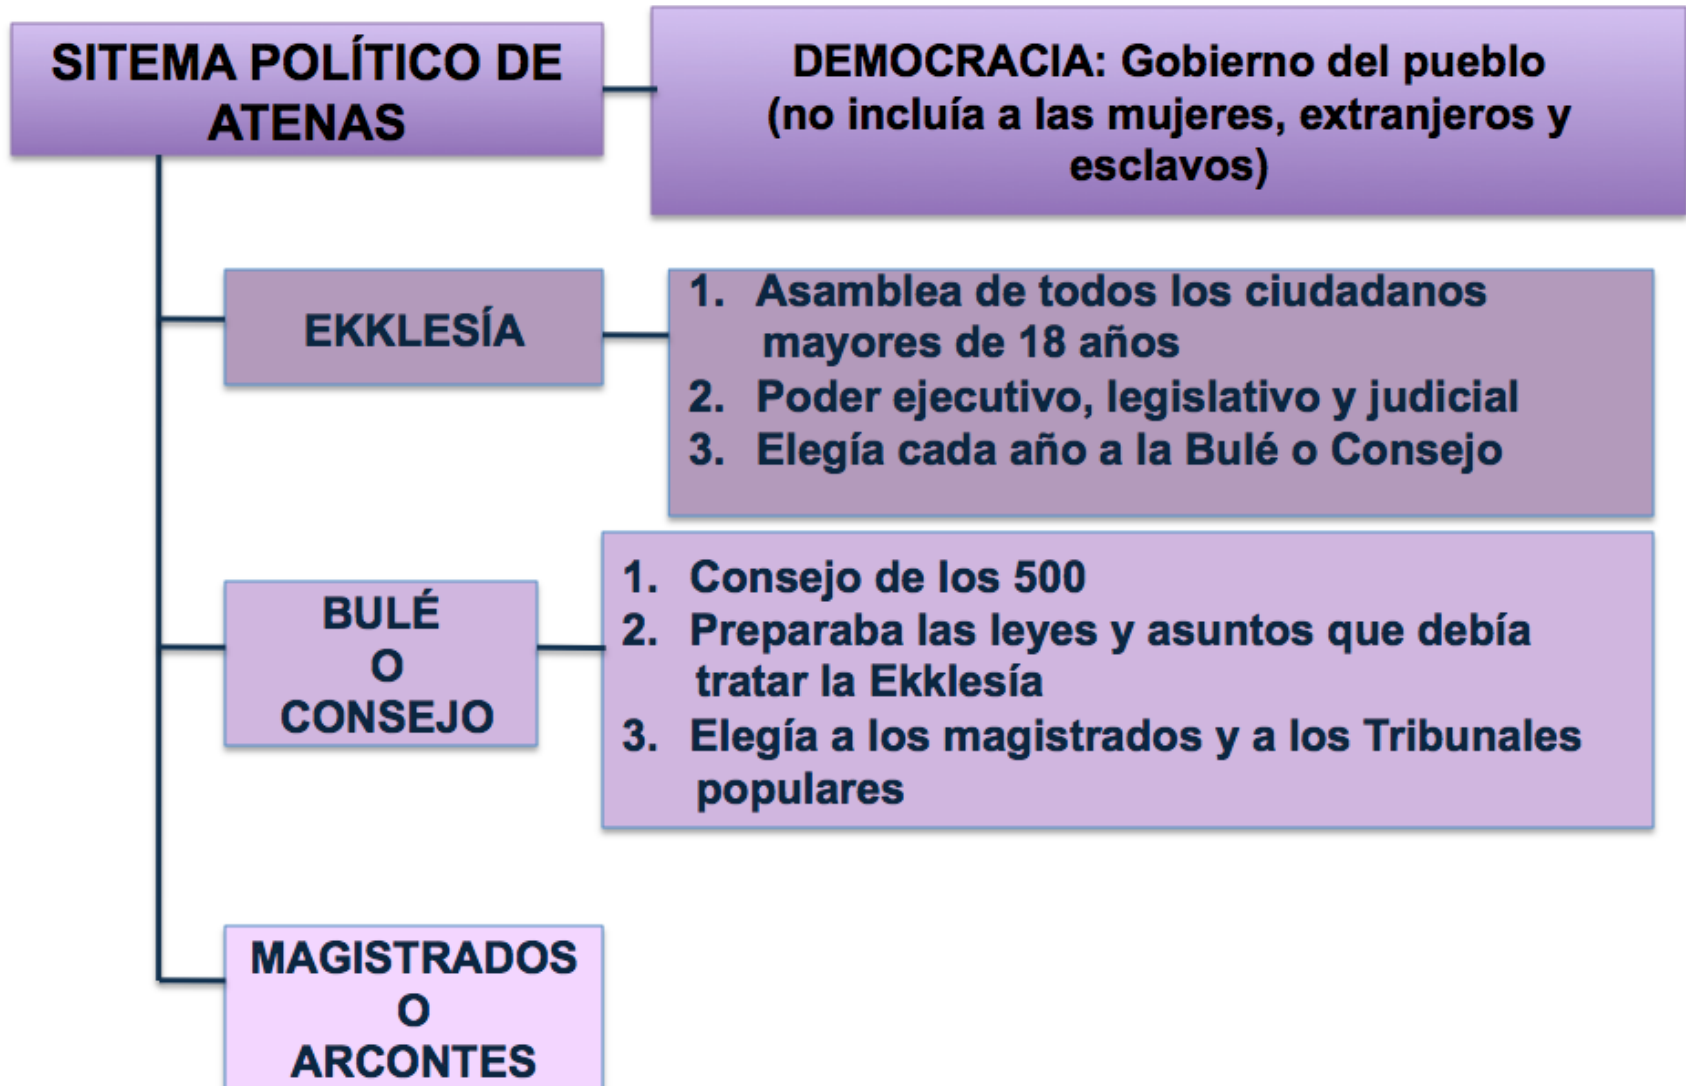 SITEMA POLÍTICO DE
ATENAS
DEMOCRACIA: Gobierno del pueblo
(no incluía a las mujeres, extranjeros y
esclavos)
EKKLESÍA
1. Asamblea de todos los ciudadanos
mayores de 18 años
2. Poder ejecutivo, legislativo y judicial
3. Elegía cada año a la Bulé o Consejo
BULÉ
O
CONSEJO
1. Consejo de los 500
2. Preparaba las leyes y asuntos que debía
tratar la Ekklesía
3. Elegía a los magistrados y a los Tribunales
populares
MAGISTRADOS
O
ARCONTES